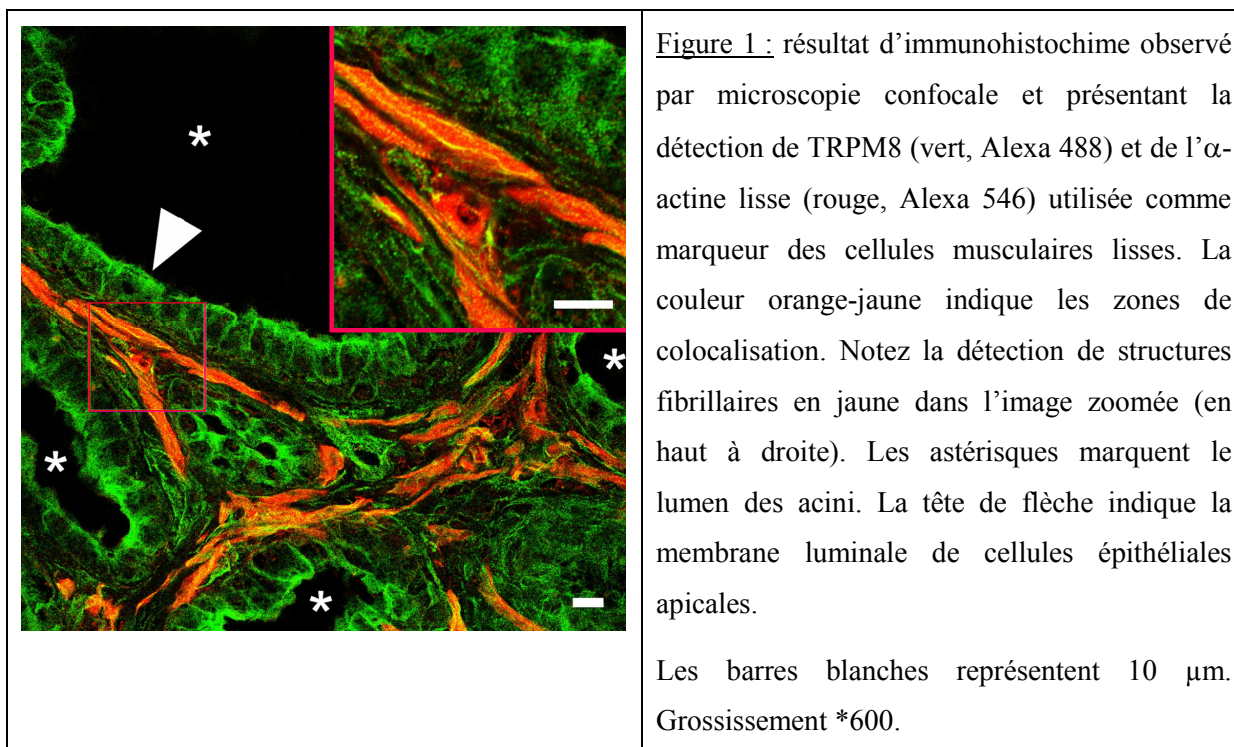 Figure 1 : résultat d’immunohistochime observé
par microscopie confocale et présentant la
détection de TRPM8 (vert, Alexa 488) et de l’α-
actine lisse (rouge, Alexa 546) utilisée comme
marqueur des cellules musculaires lisses. La
couleur orange-jaune indique les zones de
colocalisation. Notez la détection de structures
fibrillaires en jaune dans l’image zoomée (en
haut à droite). Les astérisques marquent le
lumen des acini. La tête de flèche indique la
membrane luminale de cellules épithéliales
apicales.
Les barres blanches représentent 10 µm.
Grossissement *600.